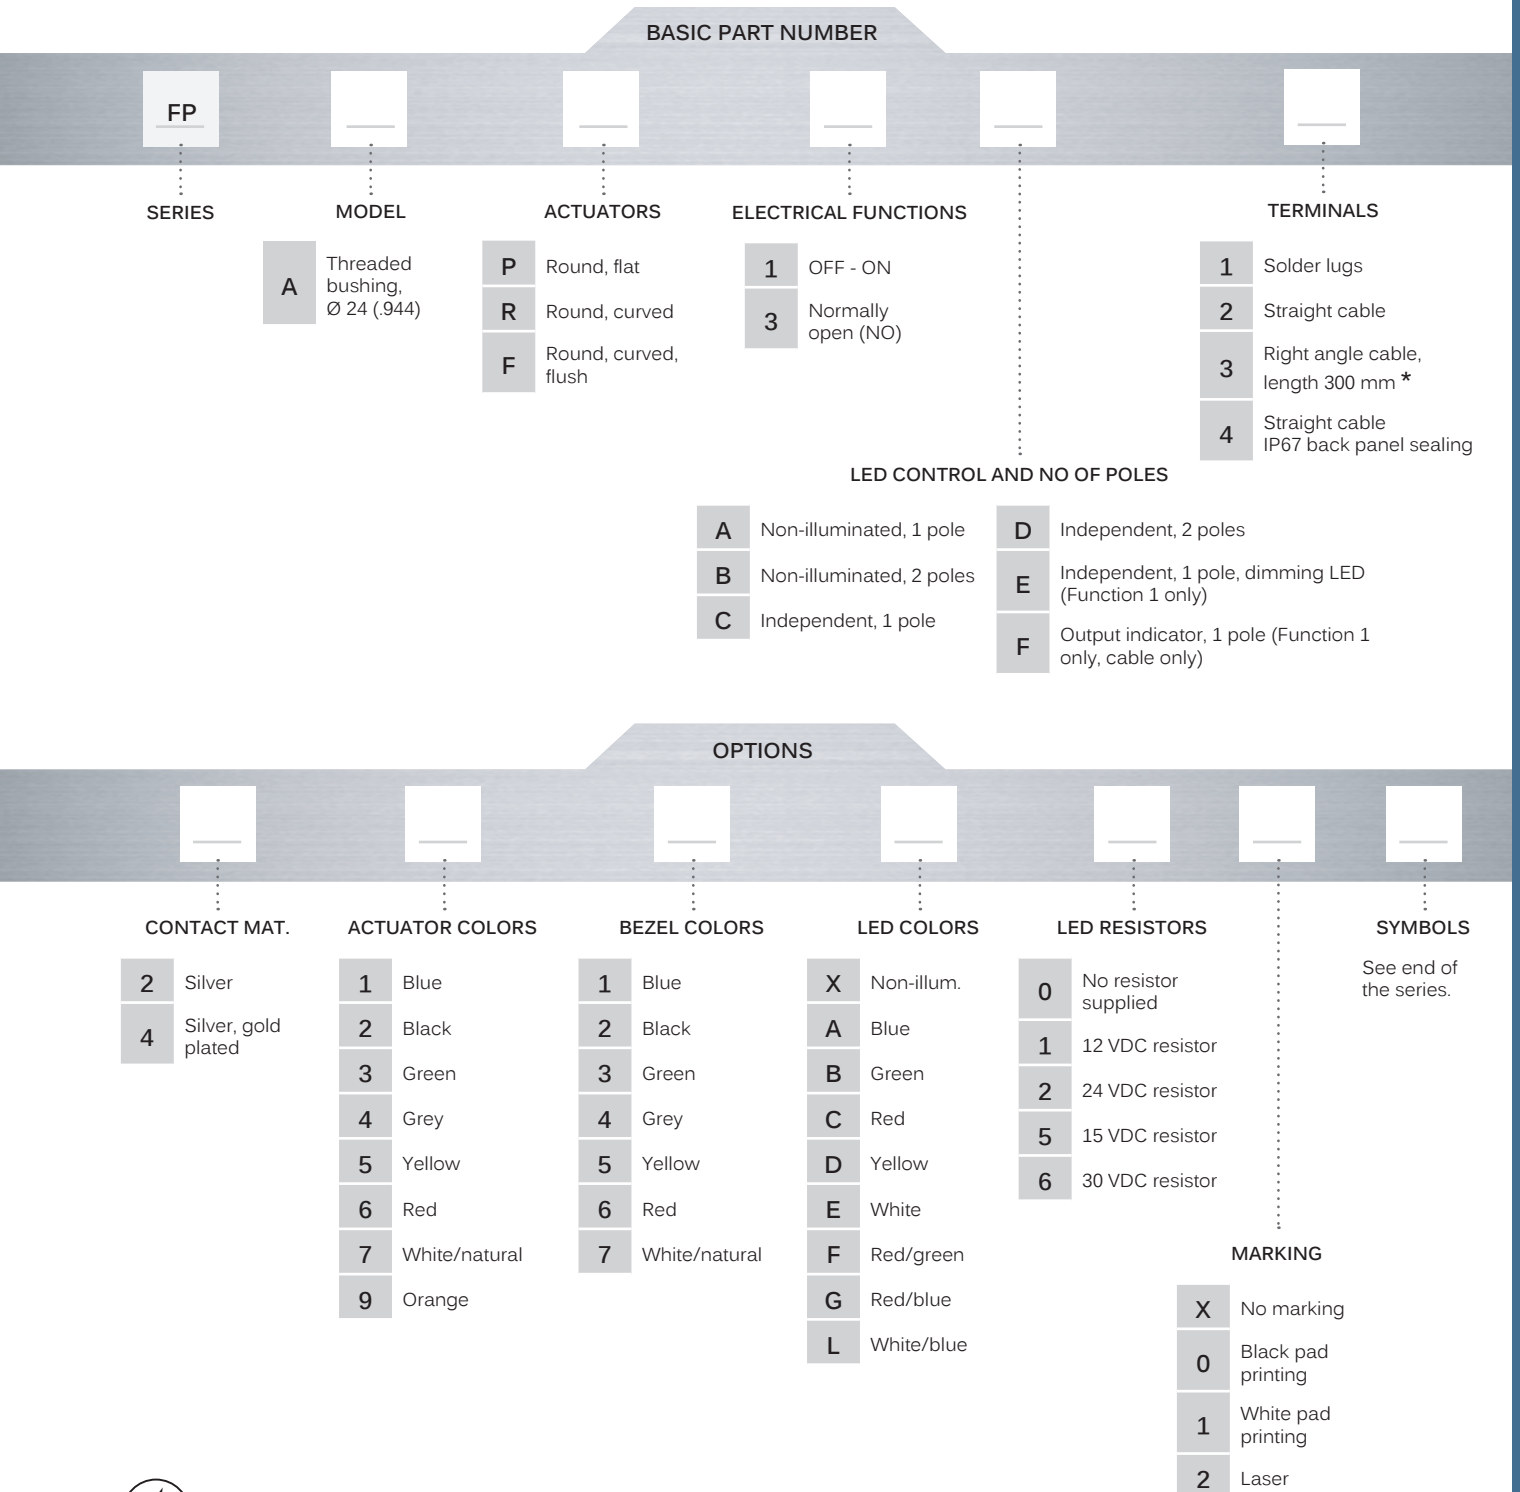 BASIC PART NUMBER
FP
SERIES
MODEL
A
Threaded
bushing,
Ø 24 (.944)
ACTUATORS
P Round, flat
R Round, curved
F
Round, curved,
flush
ELECTRICAL FUNCTIONS
1 OFF - ON
3
Normally
open (NO)
TERMINALS
1 Solder lugs
2 Straight cable
3
Right angle cable,
length 300 mm *
4
Straight cable
IP67 back panel sealing
LED CONTROL AND NO OF POLES
A Non-illuminated, 1 pole
B Non-illuminated, 2 poles
C Independent, 1 pole
D Independent, 2 poles
E
Independent, 1 pole, dimming LED
(Function 1 only)
F
Output indicator, 1 pole (Function 1
only, cable only)
OPTIONS
CONTACT MAT.
2 Silver
4
Silver, gold
plated
ACTUATOR COLORS
1 Blue
2 Black
3 Green
4 Grey
5 Yellow
6 Red
7 White/natural
9 Orange
BEZEL COLORS
1 Blue
2 Black
3 Green
4 Grey
5 Yellow
6 Red
7 White/natural
LED COLORS
X Non-illum.
A Blue
B Green
C Red
D Yellow
E White
F Red/green
G Red/blue
L White/blue
LED RESISTORS
0
No resistor
supplied
1 12 VDC resistor
2 24 VDC resistor
5 15 VDC resistor
6 30 VDC resistor
MARKING
X No marking
0
Black pad
printing
1
White pad
printing
2 Laser
SYMBOLS
See end of
the series.